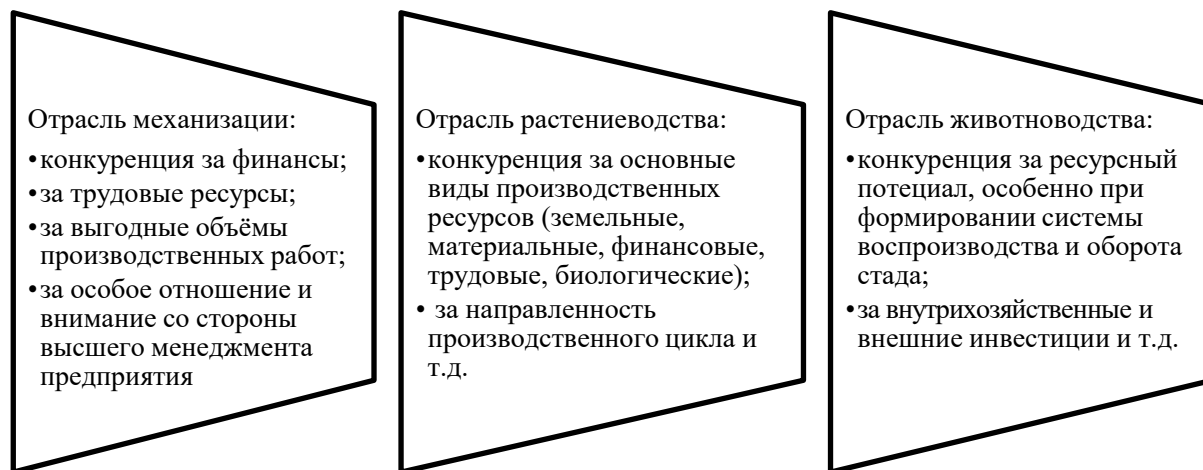 Отрасль механизации:
•конкуренция за финансы;
•за трудовые ресурсы;
•за выгодные объёмы
производственных работ;
•за особое отношение и
внимание со стороны
высшего менеджмента
предприятия
Отрасль растениеводства:
•конкуренция за основные
виды производственных
ресурсов (земельные,
материальные, финансовые,
трудовые, биологические);
• за направленность
производственного цикла и
т.д.
Отрасль животноводства:
•конкуренция за ресурсный
потециал, особенно при
формировании системы
воспроизводства и оборота
стада;
•за внутрихозяйственные и
внешние инвестиции и т.д.